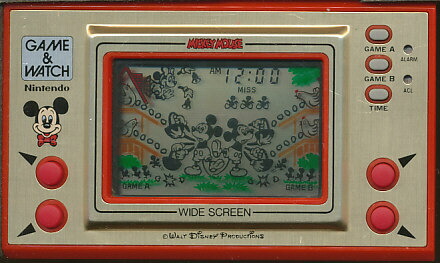 GAME
& WATCH
Nintendo
MICKEY MOUSE
AM 12:00
MISS
GAME A
GAME B
WIDE SCREEN
© WALT DISNEY PRODUCTIONS
GAME A
ALARM
GAME B
ACL
TIME